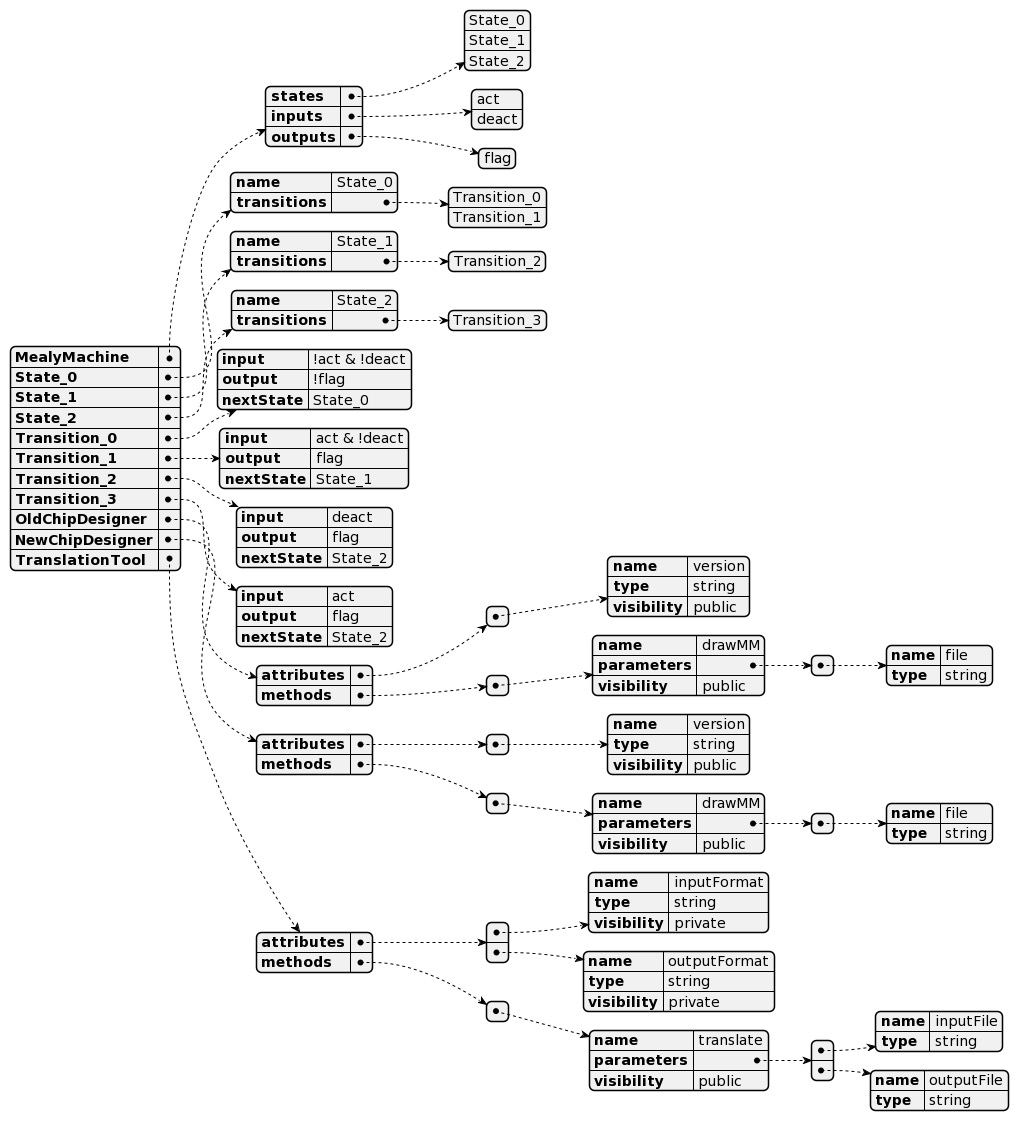 MealyMachine
State_0
State_1
State_2
Transition_0
Transition_1
Transition_2
Transition_3
OldChipDesigner
NewChipDesigner
TranslationTool
states
inputs
outputs
State_0
State_1
State_2
act
deact
flag
name State_0
transitions
Transition_0
Transition_1
name State_1
transitions
Transition_2
name State_2
transitions
Transition_3
input !act & !deact
output !flag
nextState State_0
input act & !deact
output flag
nextState State_1
input deact
output flag
nextState State_2
input act
output flag
nextState State_2
attributes
methods
name version
type string
visibility public
name drawMM
parameters
visibility public
name file
type string
attributes
methods
name version
type string
visibility public
name drawMM
parameters
visibility public
name file
type string
attributes
methods
name inputFormat
type string
visibility private
name outputFormat
type string
visibility private
name translate
parameters
visibility public
name inputFile
type string
name outputFile
type string